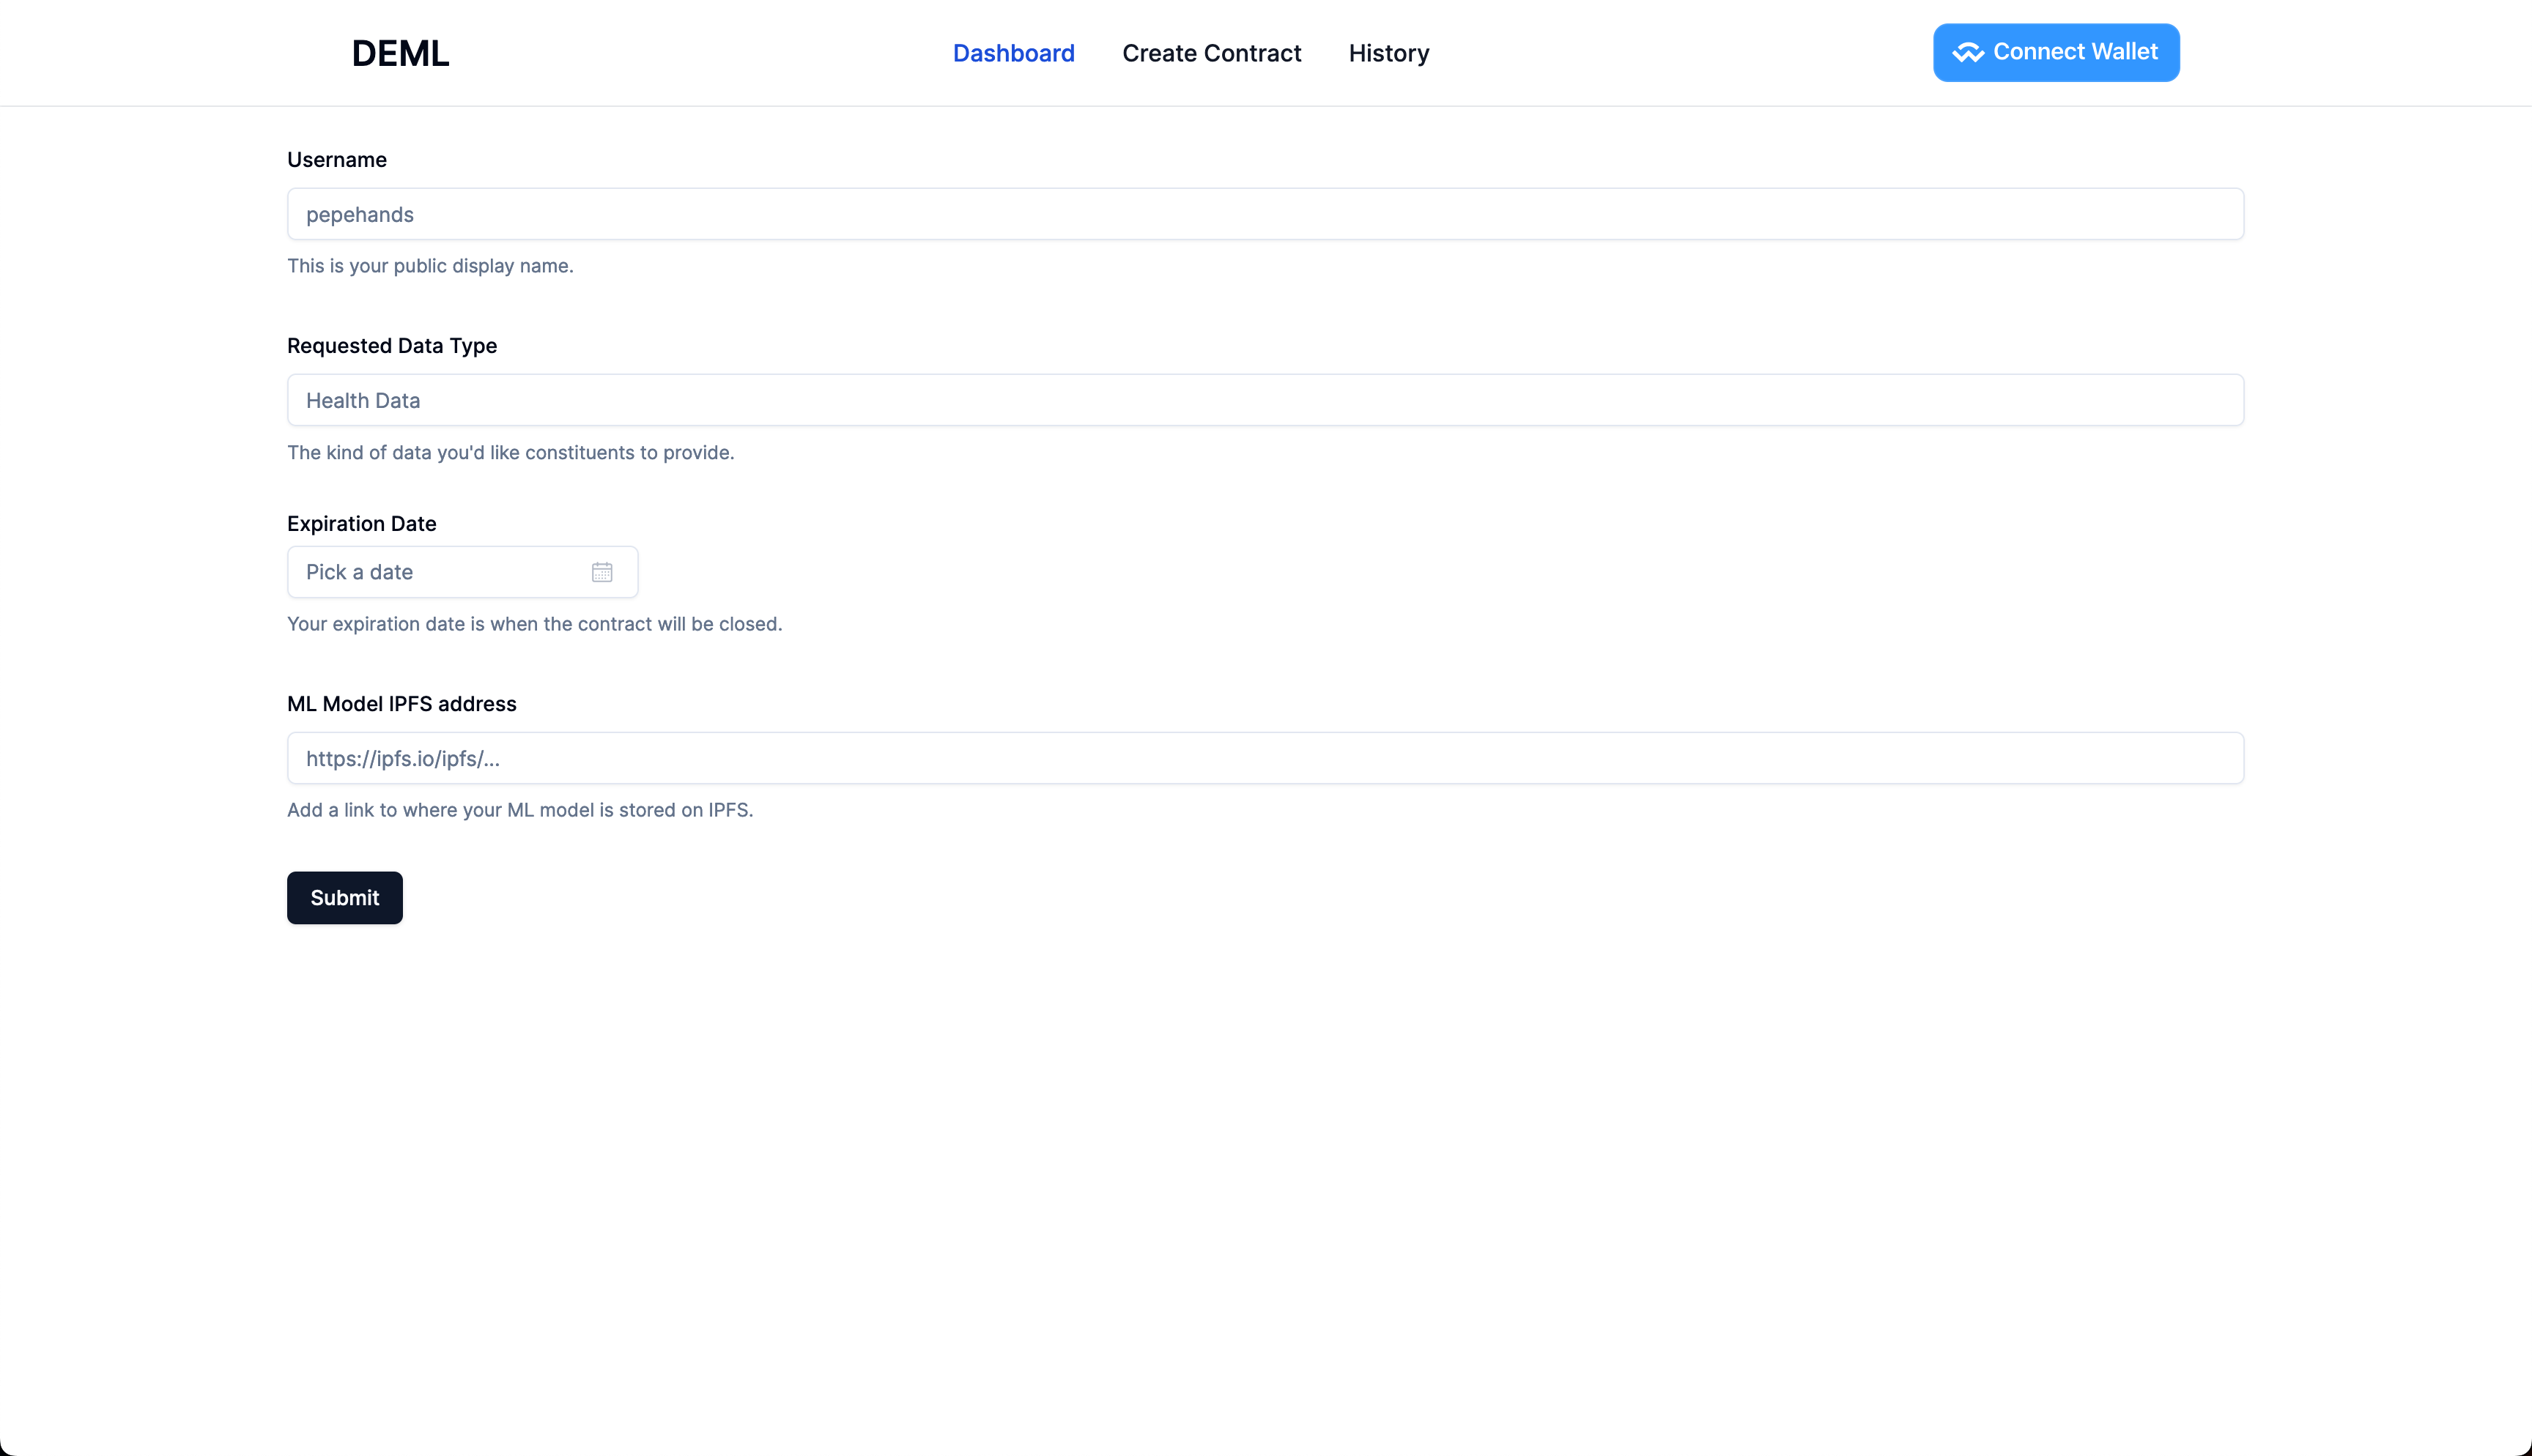 DEML
Dashboard
Create Contract
History
Connect Wallet
Username
pepehands
This is your public display name.
Requested Data Type
Health Data
The kind of data you'd like constituents to provide.
Expiration Date
Pick a date
Your expiration date is when the contract will be closed.
ML Model IPFS address
https://ipfs.io/ipfs/...
Add a link to where your ML model is stored on IPFS.
Submit